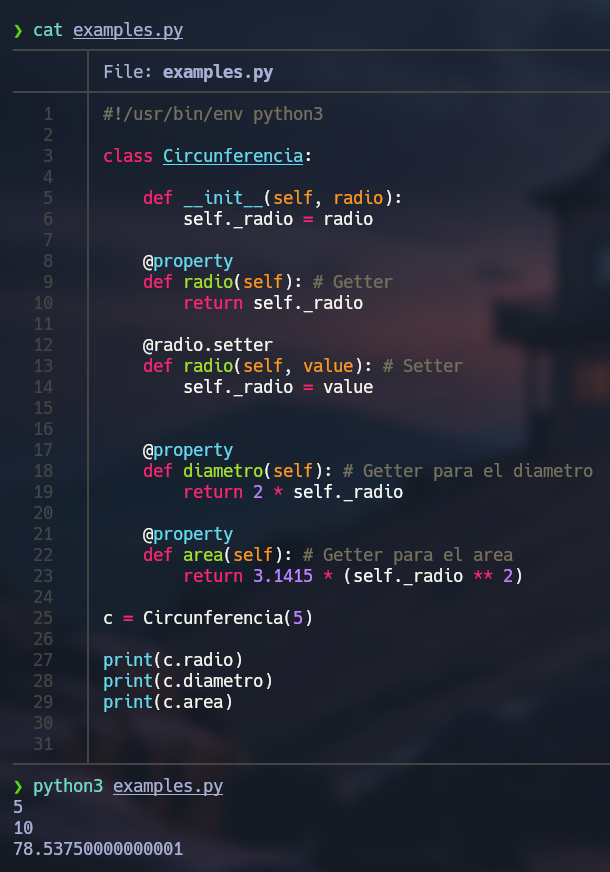 ❯ cat examples.py
File: examples.py
1 #!/usr/bin/env python3
2
3 class Circunferencia:
4
5     def __init__(self, radio):
6         self._radio = radio
7
8     @property
9     def radio(self): # Getter
10         return self._radio
11
12     @radio.setter
13     def radio(self, value): # Setter
14         self._radio = value
15
16
17     @property
18     def diametro(self): # Getter para el diametro
19         return 2 * self._radio
20
21     @property
22     def area(self): # Getter para el area
23         return 3.1415 * (self._radio ** 2)
24
25 c = Circunferencia(5)
26
27 print(c.radio)
28 print(c.diametro)
29 print(c.area)
30
31
❯ python3 examples.py
5
10
78.53750000000001